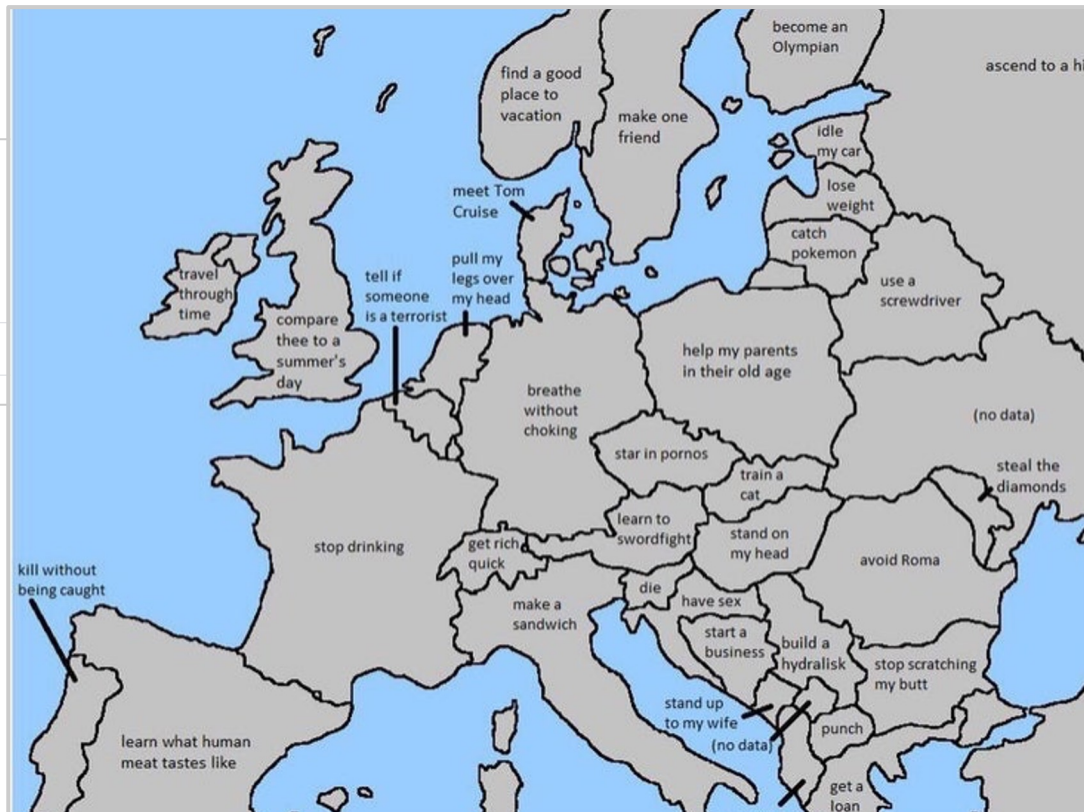 become an
Olympian
ascend to a hi
find a good
place to
vacation
make one
friend
idle
my car
meet Tom
Cruise
lose
weight
catch
pokemon
pull my
legs over
my head
travel
through
time
tell if
someone
is a terrorist
use a
screwdriver
compare
thee to a
summer's
day
help my parents
in their old age
breathe
without
choking
(no data)
star in pornos
train a
cat
steal the
diamonds
learn to
swordfight
stand on
my head
stop drinking
get rich
quick
avoid Roma
kill without
being caught
die
have sex
make a
sandwich
start a
business
build a
hydralisk
stop scratching
my butt
stand up
to my wife
(no data)
punch
learn what human
meat tastes like
get a
loan